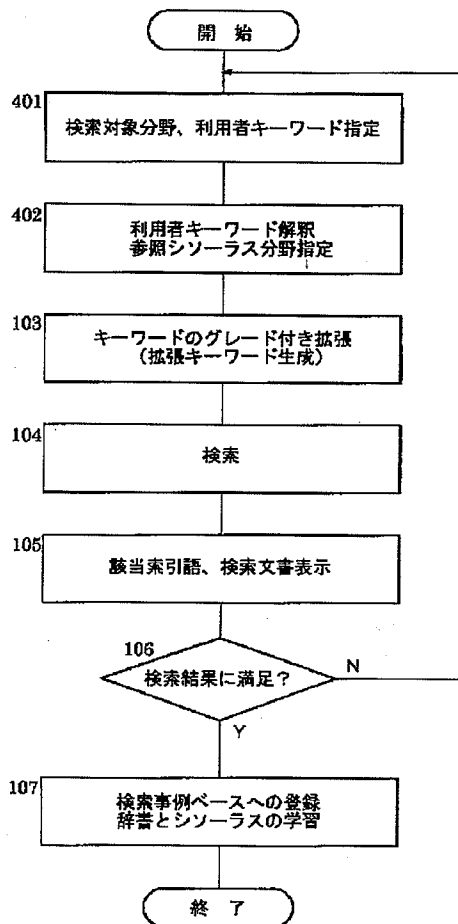 開 始
401
検索対象分野、利用者キーワード指定
402
利用者キーワード解釈
参照シソーラス分野指定
103
キーワードのグレード付き拡張
(拡張キーワード生成)
104
検索
105
該当索引語、検索文書表示
106
検索結果に満足?
N
Y
107
検索事例ベースへの登録
辞書とシソーラスの学習
終 了